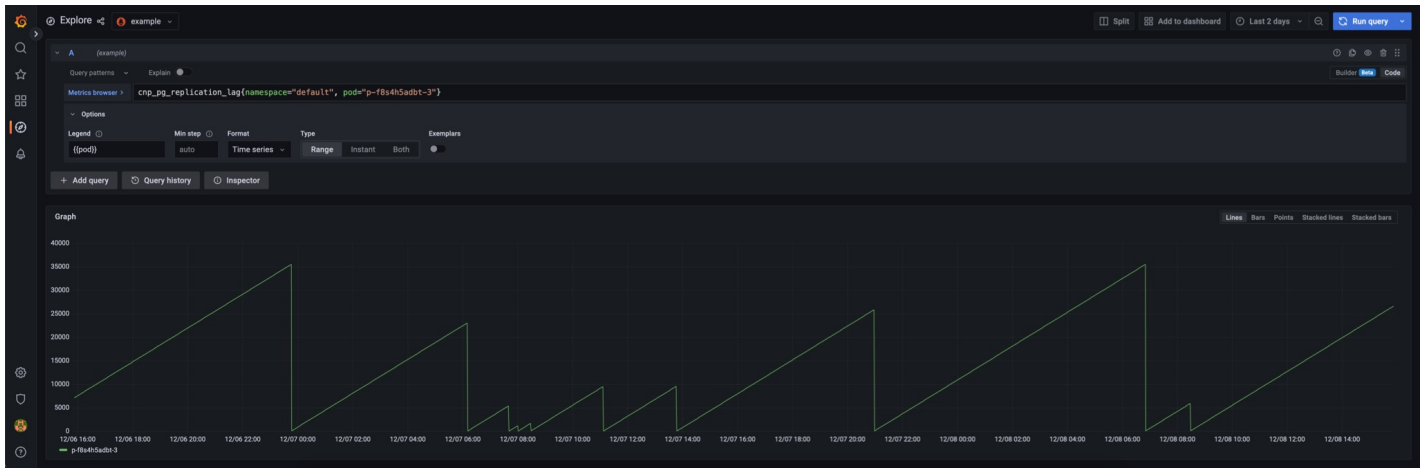 Explore example Split Add to dashboard Last 2 days Run query
A (example)
Query patterns Explain Builder Beta Code
Metrics browser > cnp_pg_replication_lag{namespace="default", pod="p-f8s4h5adbt-3"}
Options
Legend Min step Format Type Exemplars
{{pod}} auto Time series Range Instant Both
+ Add query Query history Inspector
Graph Lines Bars Points Stacked lines Stacked bars
40000
35000
30000
25000
20000
15000
10000
5000
0
12/06 16:00 12/06 18:00 12/06 20:00 12/06 22:00 12/07 00:00 12/07 02:00 12/07 04:00 12/07 06:00 12/07 08:00 12/07 10:00 12/07 12:00 12/07 14:00 12/07 16:00 12/07 18:00 12/07 20:00 12/07 22:00 12/08 00:00 12/08 02:00 12/08 04:00 12/08 06:00 12/08 08:00 12/08 10:00 12/08 12:00 12/08 14:00
p-f8s4h5adbt-3